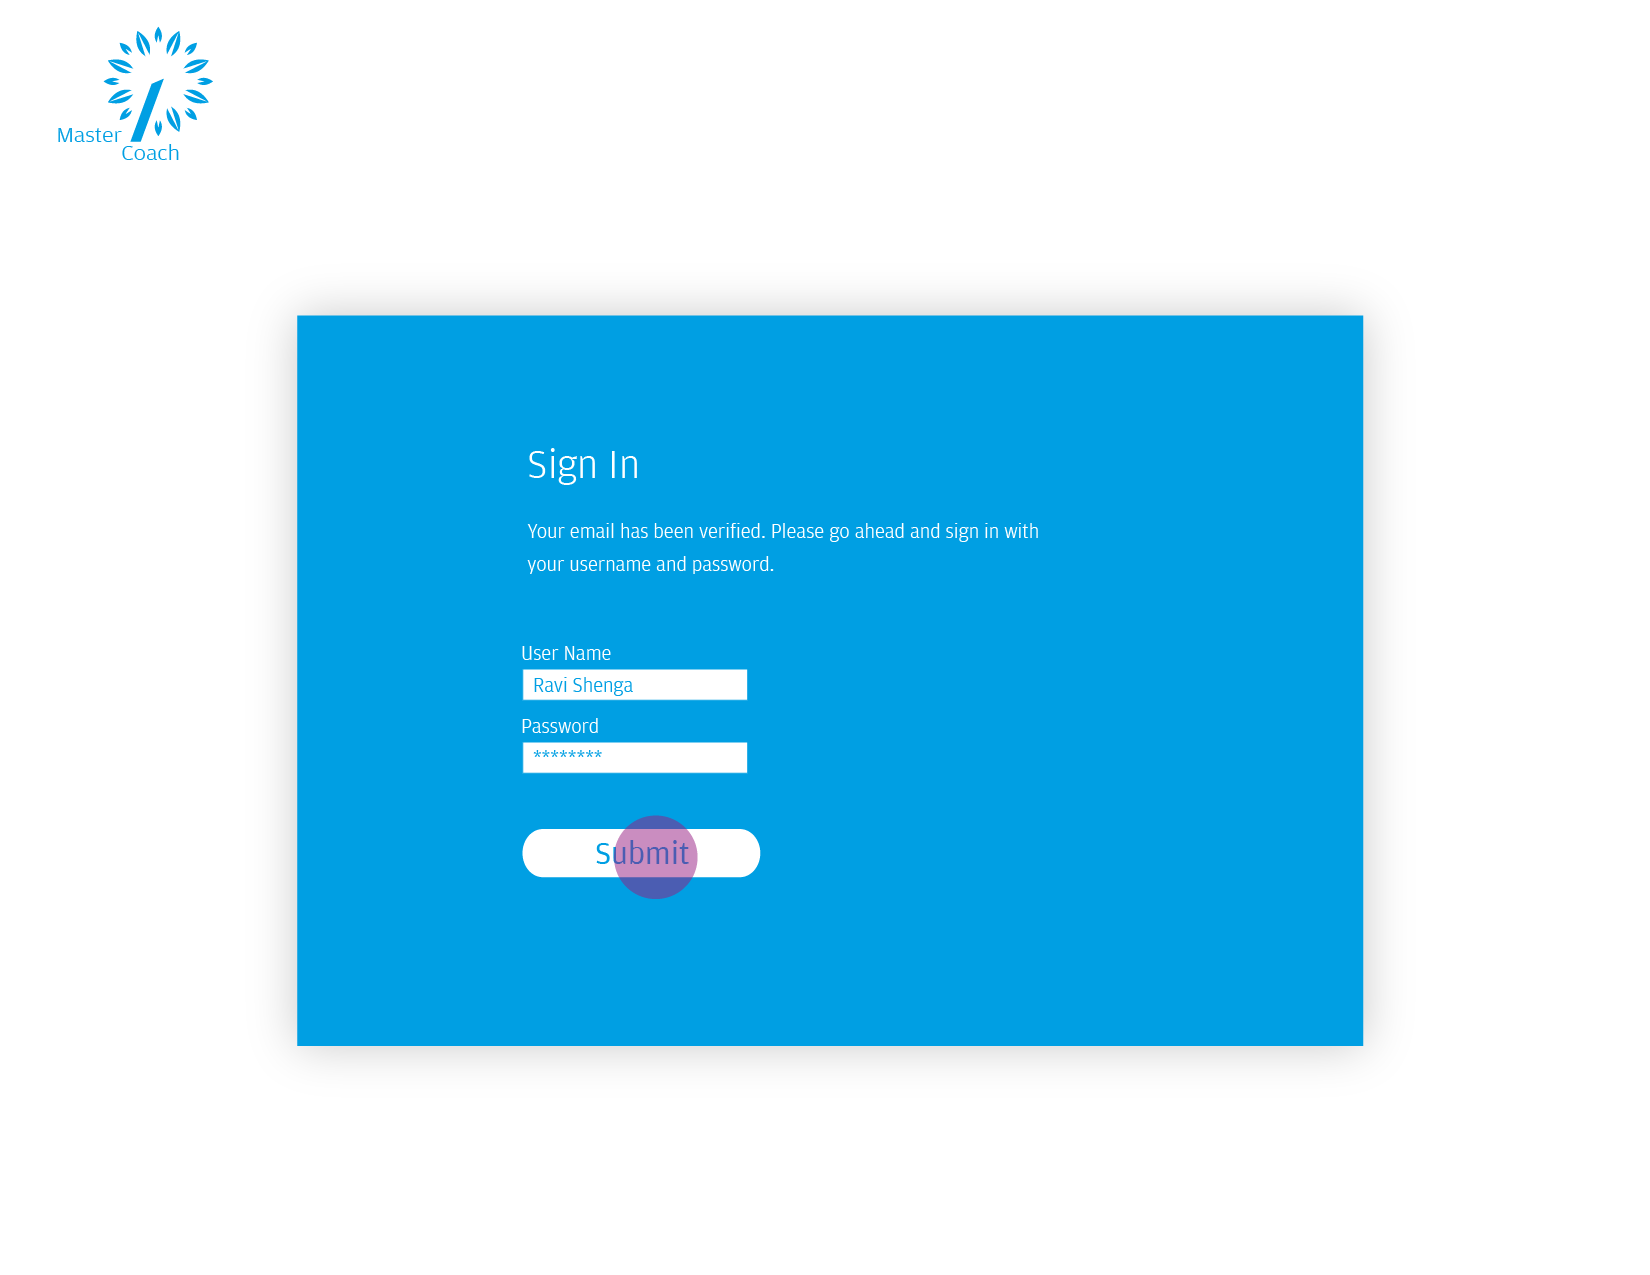 Master
Coach
Sign In
Your email has been verified. Please go ahead and sign in with
your username and password.
User Name
Ravi Shenga
Password
********
Submit